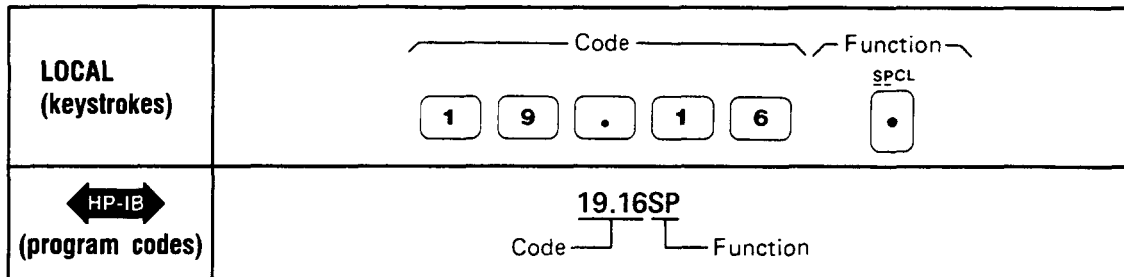 LOCAL
(keystrokes)
Code Function
SPCL
1 9 . 1 6 •
HP-IB
(program codes)
19.16SP
Code Function